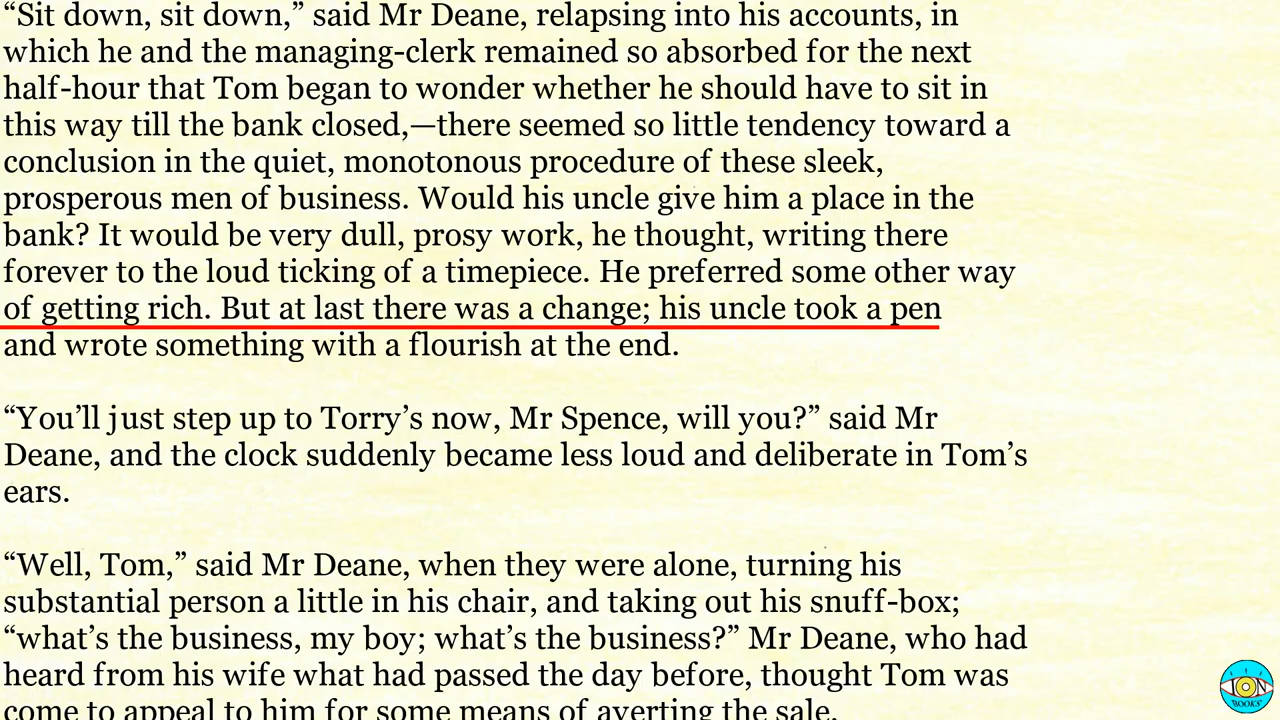 “Sit down, sit down,” said Mr Deane, relapsing into his accounts, in
which he and the managing-clerk remained so absorbed for the next
half-hour that Tom began to wonder whether he should have to sit in
this way till the bank closed,—there seemed so little tendency toward a
conclusion in the quiet, monotonous procedure of these sleek,
prosperous men of business. Would his uncle give him a place in the
bank? It would be very dull, prosy work, he thought, writing there
forever to the loud ticking of a timepiece. He preferred some other way
of getting rich. But at last there was a change; his uncle took a pen
and wrote something with a flourish at the end.
“You’ll just step up to Torry’s now, Mr Spence, will you?” said Mr
Deane, and the clock suddenly became less loud and deliberate in Tom’s
ears.
“Well, Tom,” said Mr Deane, when they were alone, turning his
substantial person a little in his chair, and taking out his snuff-box;
“what’s the business, my boy; what’s the business?” Mr Deane, who had
heard from his wife what had passed the day before, thought Tom was
come to appeal to him for some means of averting the sale.
ION
BOOKS